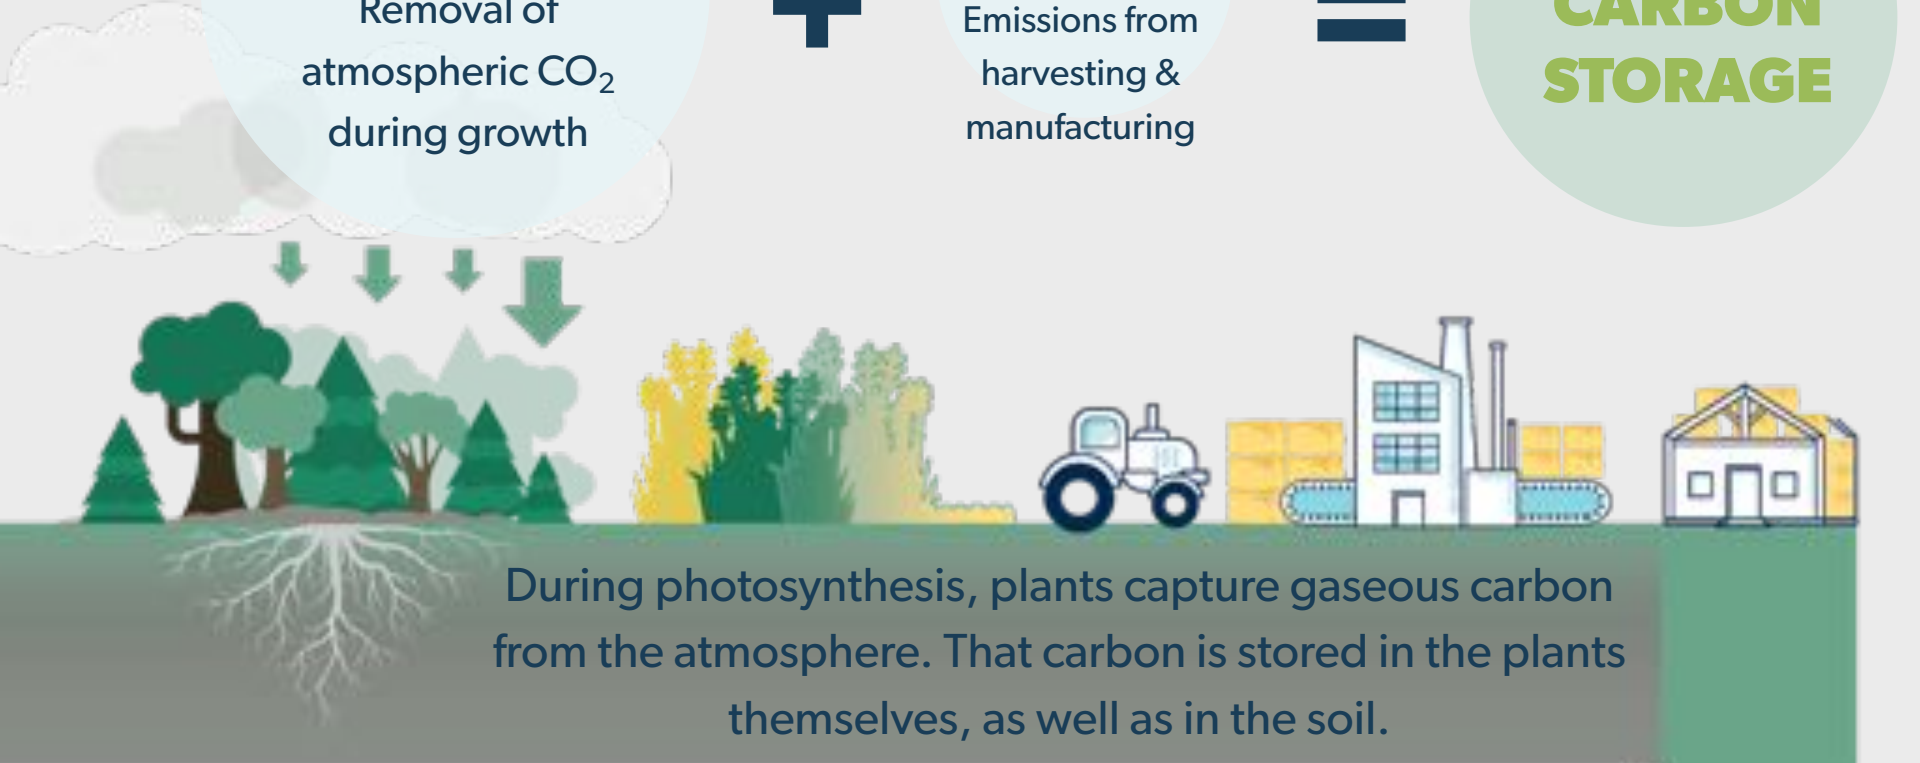 Removal of
atmospheric CO₂
during growth
Emissions from
harvesting &
manufacturing
CARBON
STORAGE
During photosynthesis, plants capture gaseous carbon
from the atmosphere. That carbon is stored in the plants
themselves, as well as in the soil.